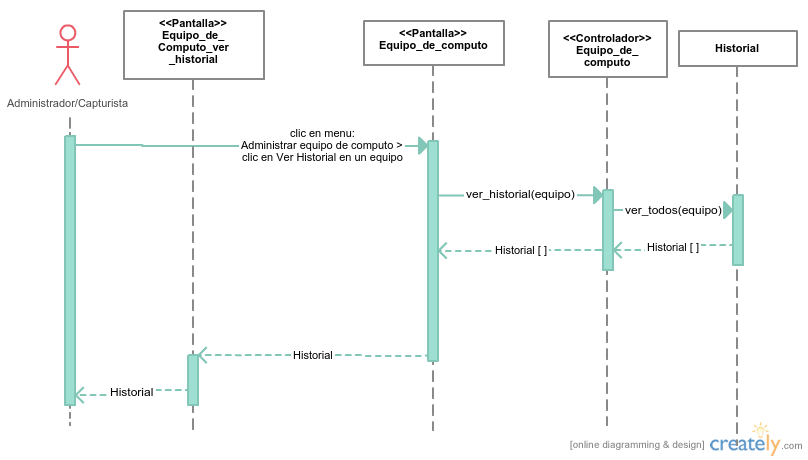 <<Pantalla>>
Equipo_de_
Computo_ver
_historial
<<Pantalla>>
Equipo_de_computo
<<Controlador>>
Equipo_de_
computo
Historial
Administrador/Capturista
clic en menu:
Administrar equipo de computo >
clic en Ver Historial en un equipo
ver_historial(equipo)
ver_todos(equipo)
Historial [ ]
Historial [ ]
Historial
Historial
[online diagramming & design] creately.com